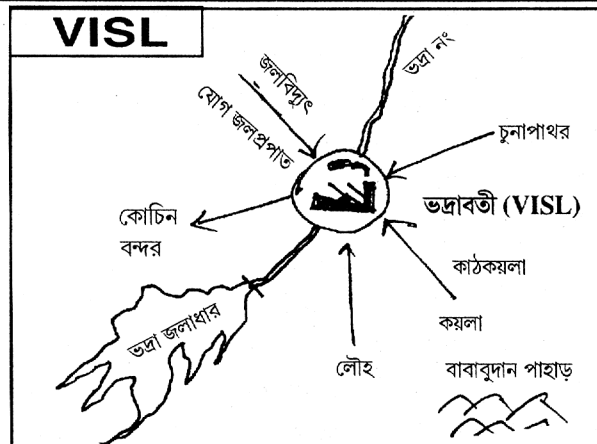 VISL
ভদ্রা নং
জলবিদ্যুৎ
যোগ জলপ্রপাত
চুনাপাথর
ভদ্রাবতী (VISL)
কোচিন
বন্দর
কাঠকয়লা
কয়লা
ভদ্রা জলাধার
লৌহ
বাবাবুদান পাহাড়